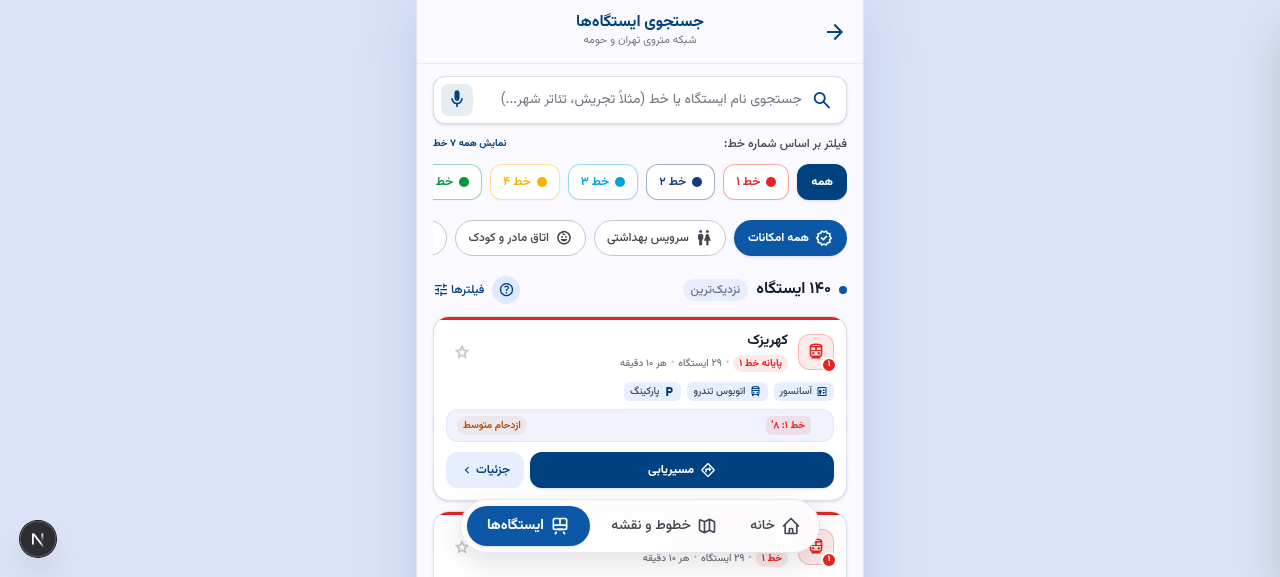 جستجوی ایستگاه‌ها
شبکه متروی تهران و حومه
جستجوی نام ایستگاه یا خط (مثلاً تجریش، تئاتر شهر...)
فیلتر بر اساس شماره خط:
نمایش همه ۷ خط
همه
خط ۱
خط ۲
خط ۳
خط ۴
خط
همه امکانات
سرویس بهداشتی
اتاق مادر و کودک
۱۴۰ ایستگاه
نزدیک‌ترین
فیلترها
کهریزک
۱
پایانه خط ۱ • ۲۹ ایستگاه • هر ۱۰ دقیقه
آسانسور
اتوبوس تندرو
P پارکینگ
خط ۱: ۸'
ازدحام متوسط
مسیریابی
جزئیات
خانه
خطوط و نقشه
ایستگاه‌ها
۱
خط ۱ • ۲۹ ایستگاه • هر ۱۰ دقیقه
N